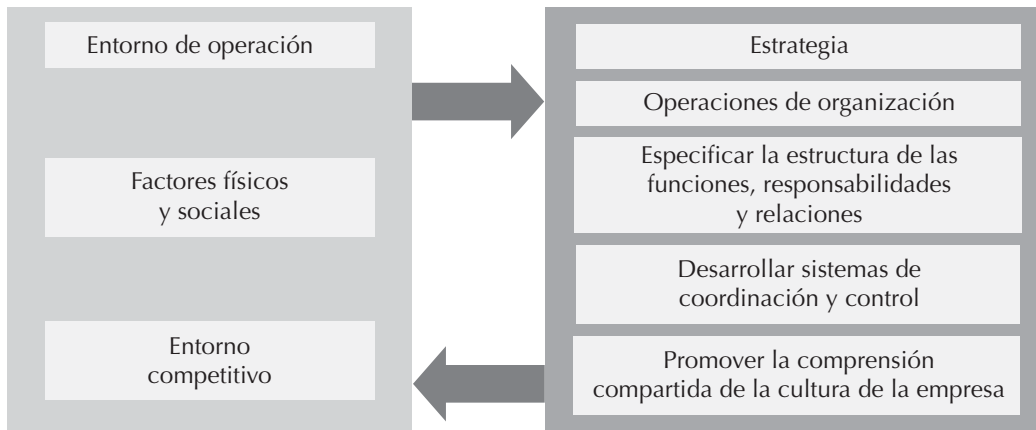 Entorno de operación
Factores físicos
y sociales
Entorno
competitivo
Estrategia
Operaciones de organización
Especificar la estructura de las
funciones, responsabilidades
y relaciones
Desarrollar sistemas de
coordinación y control
Promover la comprensión
compartida de la cultura de la empresa